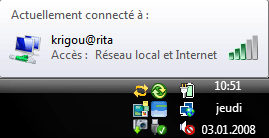 Actuellement connecté à :
krigou@rita
Accès : Réseau local et Internet
10:51
jeudi
03.01.2008